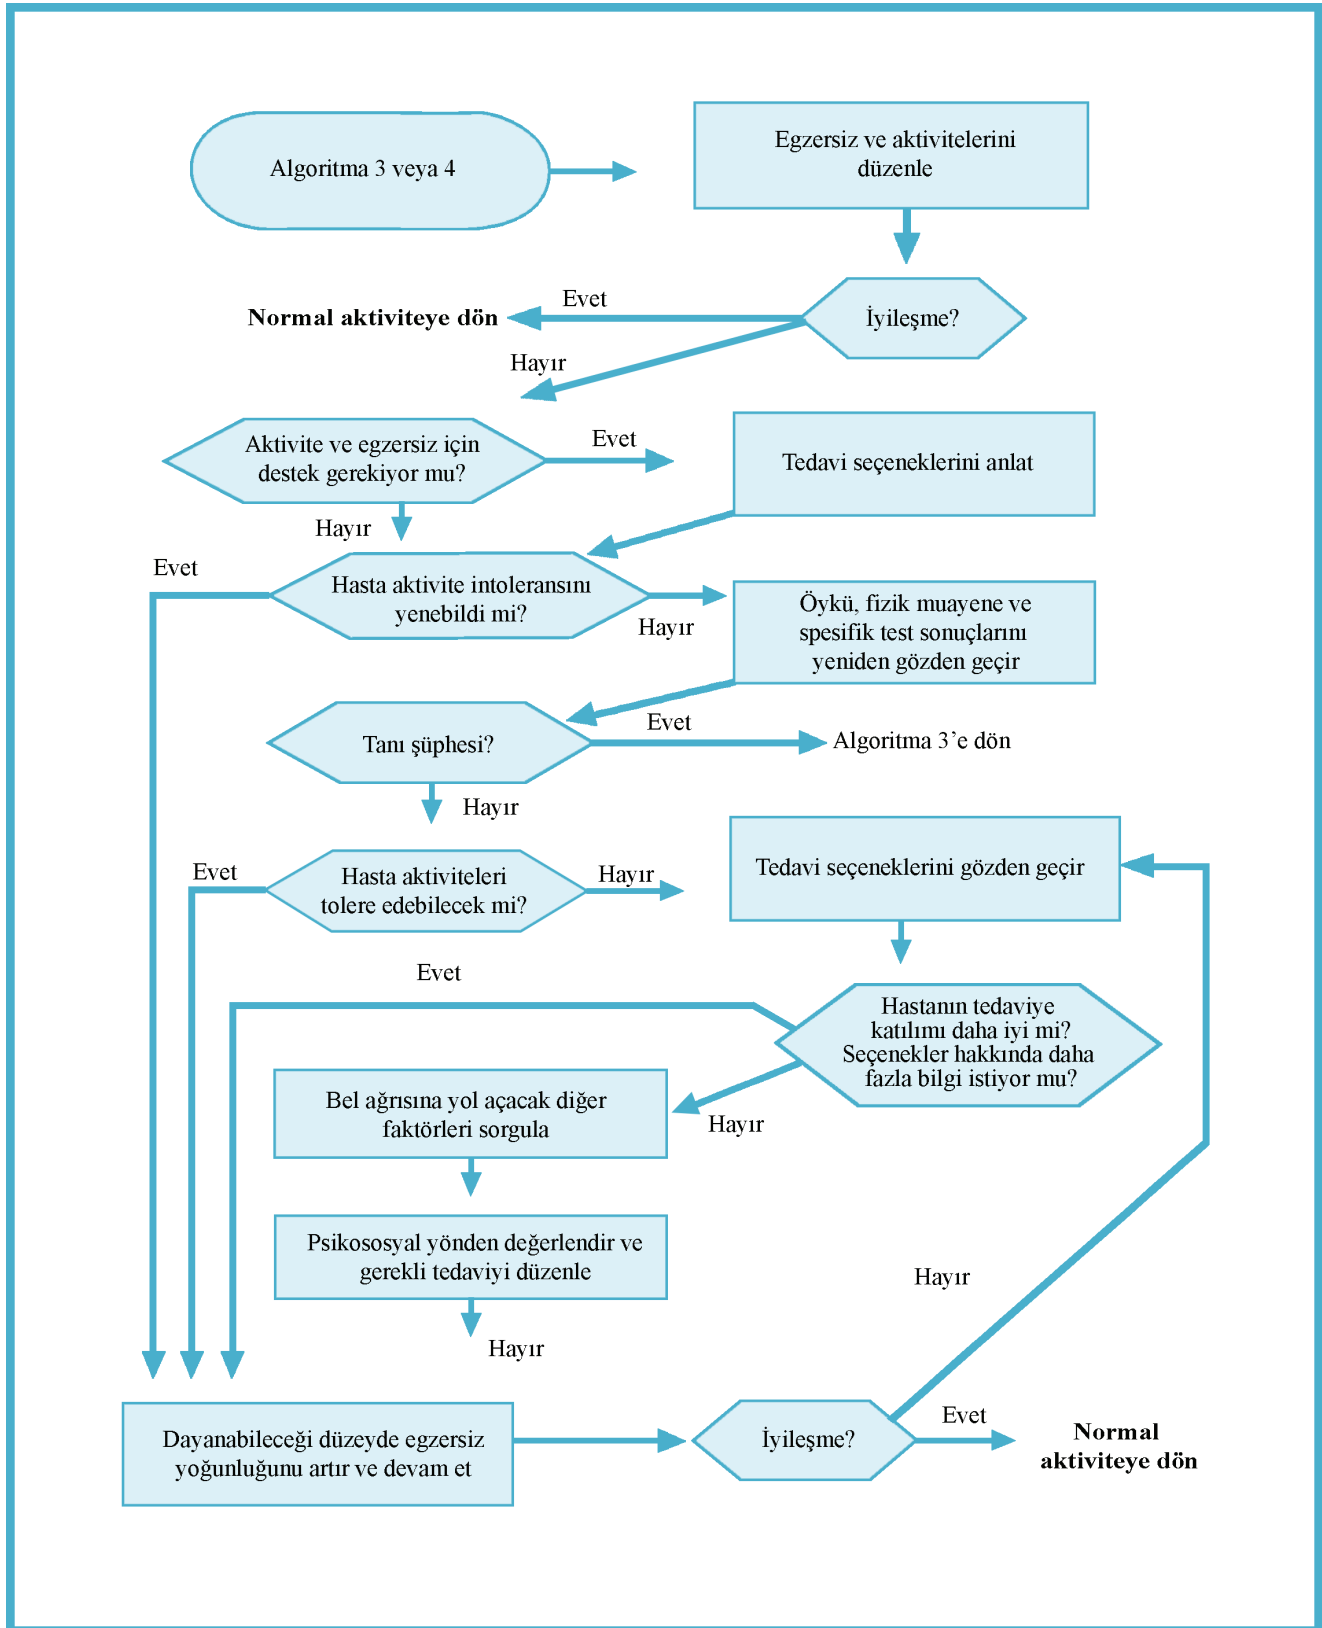 Algoritma 3 veya 4
Egzersiz ve aktivitelerini
düzenle
İyileşme?
Evet
Normal aktiviteye dön
Hayır
Aktivite ve egzersiz için
destek gerekiyor mu?
Evet
Tedavi seçeneklerini anlat
Hayır
Hasta aktivite intoleransını
yenebildi mi?
Evet
Hayır
Öykü, fizik muayene ve
spesifik test sonuçlarını
yeniden gözden geçir
Tanı şüphesi?
Evet
Algoritma 3’e dön
Hayır
Hasta aktiviteleri
tolere edebilecek mi?
Evet
Hayır
Tedavi seçeneklerini gözden geçir
Evet
Hastanın tedaviye
katılımı daha iyi mi?
Seçenekler hakkında daha
fazla bilgi istiyor mu?
Hayır
Bel ağrısına yol açacak diğer
faktörleri sorgula
Psikososyal yönden değerlendir ve
gerekli tedaviyi düzenle
Hayır
Hayır
Dayanabileceği düzeyde egzersiz
yoğunluğunu artır ve devam et
İyileşme?
Evet
Normal
aktiviteye dön